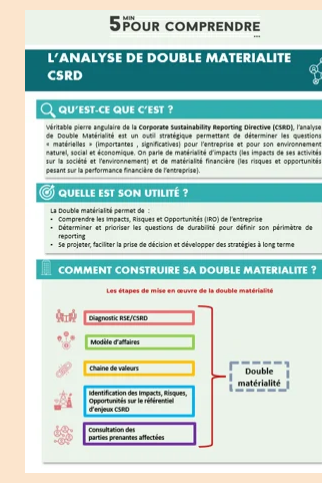 5 MIN POUR COMPRENDRE
...
L'ANALYSE DE DOUBLE MATERIALITE
CSRD
QU'EST-CE QUE C'EST ?
Véritable pierre angulaire de la Corporate Sustainability Reporting Directive (CSRD), l'analyse
de Double Matérialité est un outil stratégique permettant de déterminer les questions
« matérielles » (importantes , significatives) pour l'entreprise et pour son environnement
naturel, social et économique. On parle de matérialité d'impacts (les impacts de ses activités
sur la société et l'environnement) et de matérialité financière (les risques et opportunités
pesant sur la performance financière de l'entreprise).
QUELLE EST SON UTILITÉ ?
La Double matérialité permet de :
• Comprendre les Impacts, Risques et Opportunités (IRO) de l'entreprise
• Déterminer et prioriser les questions de durabilité pour définir son périmètre de
reporting
• Se projeter, faciliter la prise de décision et développer des stratégies à long terme
COMMENT CONSTRUIRE SA DOUBLE MATERIALITE ?
Les étapes de mise en œuvre de la double matérialité
Diagnostic RSE/CSRD
Modèle d'affaires
Chaine de valeurs
Identification des Impacts, Risques,
Opportunités sur le référentiel
d'enjeux CSRD
Consultation des
parties prenantes affectées
Double
matérialité